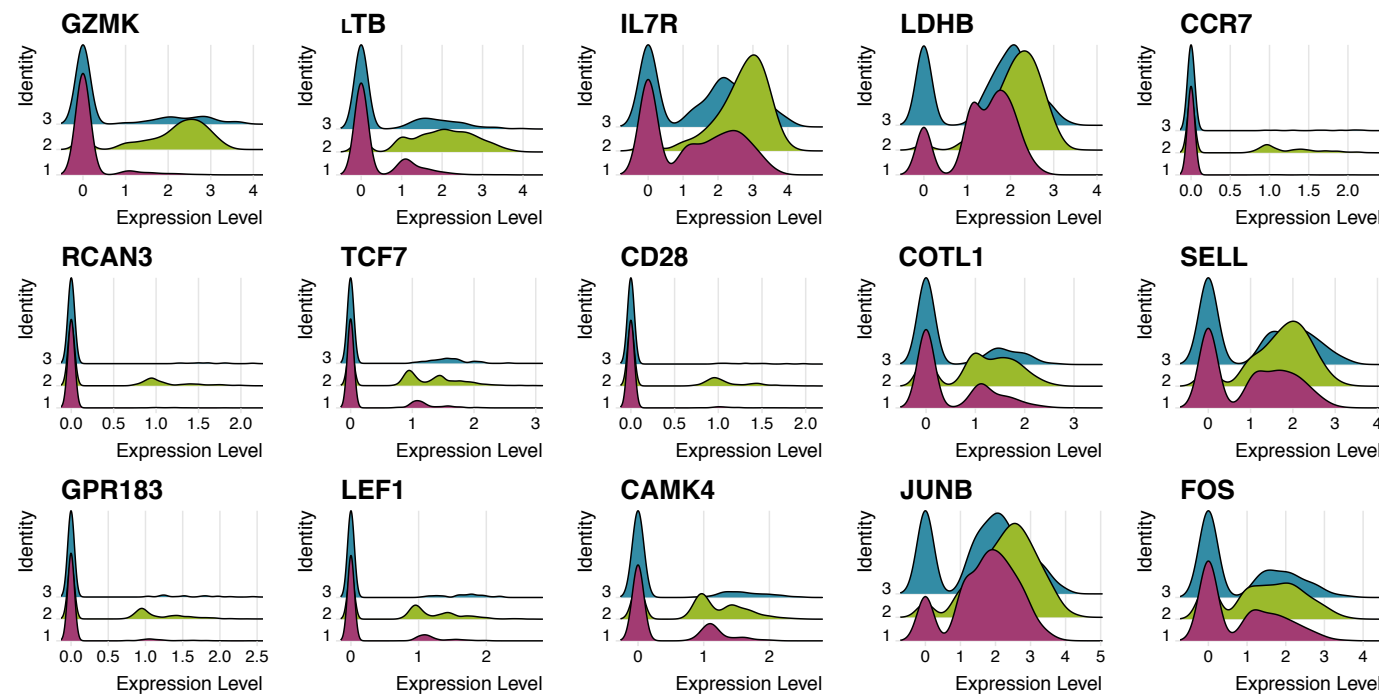 GZMK LTB IL7R LDHB CCR7
Identity Identity Identity Identity Identity
3 3 3 3 3
2 2 2 2 2
1 1 1 1 1
0 1 2 3 4 0 1 2 3 4 0 1 2 3 4 0 1 2 3 4 0.0 0.5 1.0 1.5 2.0
Expression Level Expression Level Expression Level Expression Level Expression Level
RCAN3 TCF7 CD28 COTL1 SELL
Identity Identity Identity Identity Identity
3 3 3 3 3
2 2 2 2 2
1 1 1 1 1
0.0 0.5 1.0 1.5 2.0 0 1 2 3 0.0 0.5 1.0 1.5 2.0 0 1 2 3 0 1 2 3 4
Expression Level Expression Level Expression Level Expression Level Expression Level
GPR183 LEF1 CAMK4 JUNB FOS
Identity Identity Identity Identity Identity
3 3 3 3 3
2 2 2 2 2
1 1 1 1 1
0.0 0.5 1.0 1.5 2.0 2.5 0 1 2 0 1 2 0 1 2 3 4 5 0 1 2 3 4
Expression Level Expression Level Expression Level Expression Level Expression Level